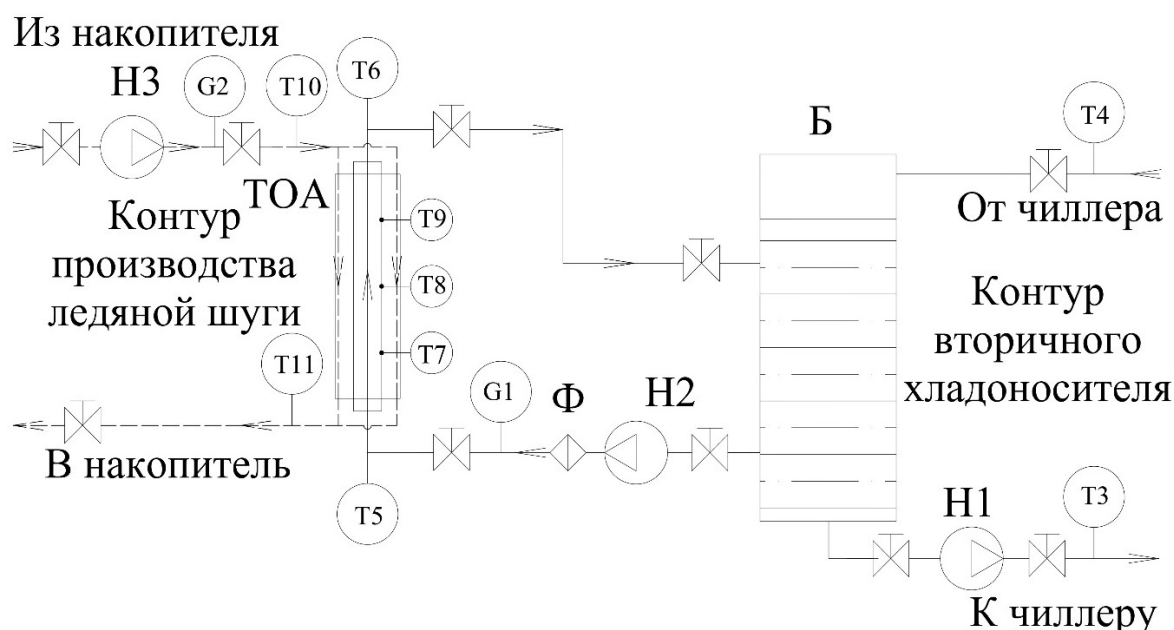 Из накопителя
Н3
G2
T10
T6
Б
T4
ТОА
От чиллера
Контур
производства
ледяной шуги
T9
T8
T7
Контур
вторичного
хладоносителя
T11
G1
Ф
Н2
В накопитель
T5
Н1
T3
К чиллеру